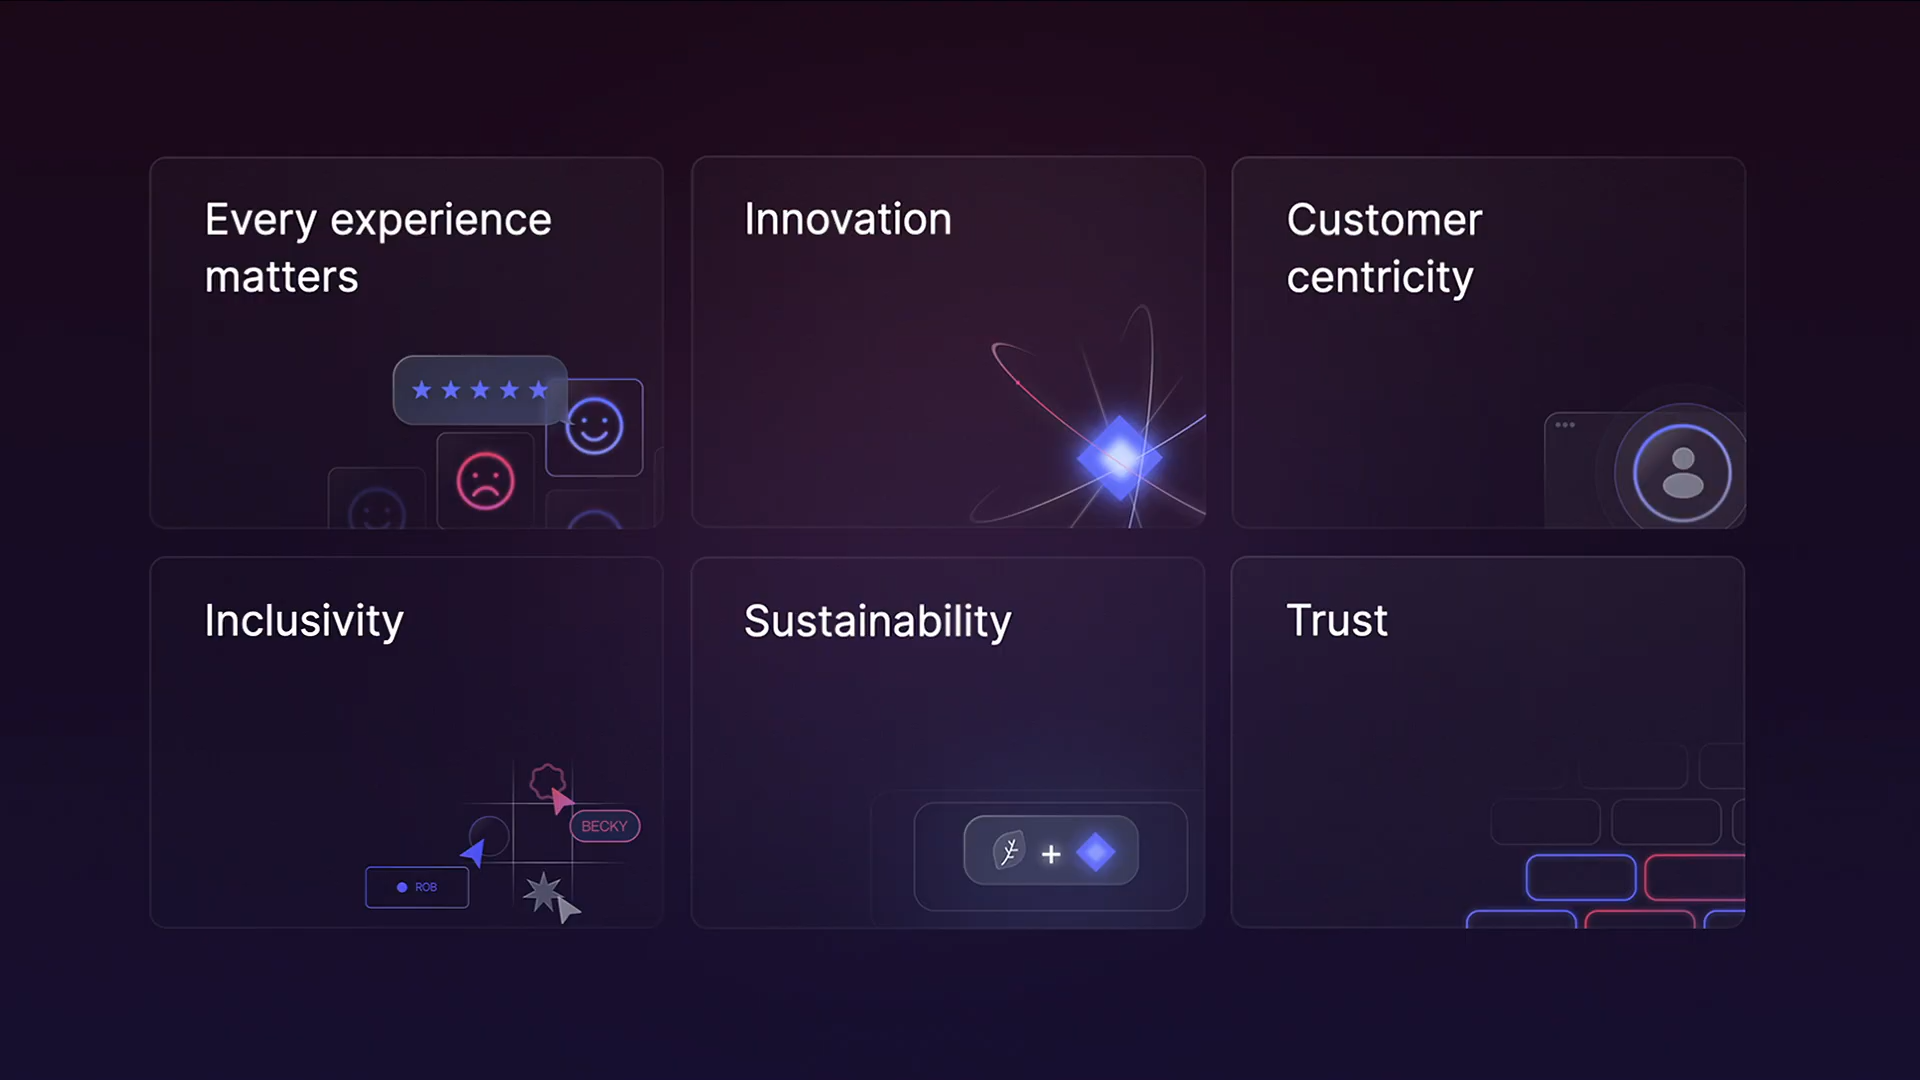 Every experience
matters
Innovation
Customer
centricity
Inclusivity
BECKY
ROB
Sustainability
Trust